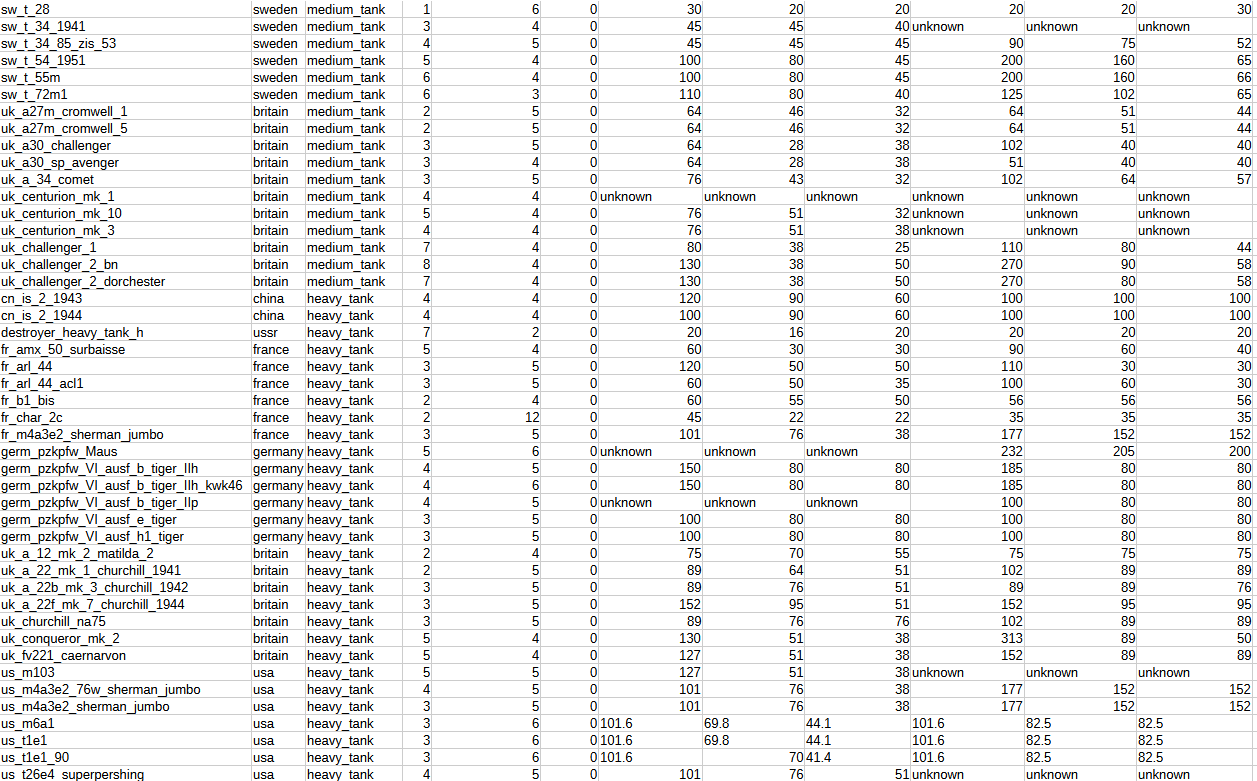 sw_t_28 sweden medium_tank 1 6 0 30 20 20 20 20 30
sw_t_34_1941 sweden medium_tank 3 4 0 45 45 40 unknown unknown unknown
sw_t_34_85_zis_53 sweden medium_tank 4 5 0 45 45 45 90 75 52
sw_t_54_1951 sweden medium_tank 5 4 0 100 80 45 200 160 65
sw_t_55m sweden medium_tank 6 4 0 100 80 45 200 160 66
sw_t_72m1 sweden medium_tank 6 3 0 110 80 40 125 102 65
uk_a27m_cromwell_1 britain medium_tank 2 5 0 64 46 32 64 51 44
uk_a27m_cromwell_5 britain medium_tank 2 5 0 64 46 32 64 51 44
uk_a30_challenger britain medium_tank 3 5 0 64 28 38 102 40 40
uk_a30_sp_avenger britain medium_tank 3 4 0 64 28 38 51 40 40
uk_a_34_comet britain medium_tank 3 5 0 76 43 32 102 64 57
uk_centurion_mk_1 britain medium_tank 4 4 0 unknown unknown unknown unknown unknown unknown
uk_centurion_mk_10 britain medium_tank 5 4 0 76 51 32 unknown unknown unknown
uk_centurion_mk_3 britain medium_tank 4 4 0 76 51 38 unknown unknown unknown
uk_challenger_1 britain medium_tank 7 4 0 80 38 25 110 80 44
uk_challenger_2_bn britain medium_tank 8 4 0 130 38 50 270 90 58
uk_challenger_2_dorchester britain medium_tank 7 4 0 130 38 50 270 80 58
cn_is_2_1943 china heavy_tank 4 4 0 120 90 60 100 100 100
cn_is_2_1944 china heavy_tank 4 4 0 100 90 60 100 100 100
destroyer_heavy_tank_h ussr heavy_tank 7 2 0 20 16 20 20 20 20
fr_amx_50_surbaisse france heavy_tank 5 4 0 60 30 30 90 60 40
fr_arl_44 france heavy_tank 3 5 0 120 50 50 110 30 30
fr_arl_44_acl1 france heavy_tank 3 5 0 60 50 35 100 60 30
fr_b1_bis france heavy_tank 2 4 0 60 55 50 56 56 56
fr_char_2c france heavy_tank 2 12 0 45 22 22 35 35 35
fr_m4a3e2_sherman_jumbo france heavy_tank 3 5 0 101 76 38 177 152 152
germ_pzkpfw_Maus germany heavy_tank 5 6 0 unknown unknown unknown 232 205 200
germ_pzkpfw_VI_ausf_b_tiger_IIh germany heavy_tank 4 5 0 150 80 80 185 80 80
germ_pzkpfw_VI_ausf_b_tiger_IIh_kwk46 germany heavy_tank 4 6 0 150 80 80 185 80 80
germ_pzkpfw_VI_ausf_b_tiger_IIp germany heavy_tank 4 5 0 unknown unknown unknown 100 80 80
germ_pzkpfw_VI_ausf_e_tiger germany heavy_tank 3 5 0 100 80 80 100 80 80
germ_pzkpfw_VI_ausf_h1_tiger germany heavy_tank 3 5 0 100 80 80 100 80 80
uk_a_12_mk_2_matilda_2 britain heavy_tank 2 4 0 75 70 55 75 75 75
uk_a_22_mk_1_churchill_1941 britain heavy_tank 2 5 0 89 64 51 102 89 89
uk_a_22b_mk_3_churchill_1942 britain heavy_tank 3 5 0 89 76 51 89 89 76
uk_a_22f_mk_7_churchill_1944 britain heavy_tank 3 5 0 152 95 51 152 95 95
uk_churchill_na75 britain heavy_tank 3 5 0 89 76 76 102 89 89
uk_conqueror_mk_2 britain heavy_tank 5 4 0 130 51 38 313 89 50
uk_fv221_caernarvon britain heavy_tank 5 4 0 127 51 38 152 89 89
us_m103 usa heavy_tank 5 5 0 127 51 38 unknown unknown unknown
us_m4a3e2_76w_sherman_jumbo usa heavy_tank 4 5 0 101 76 38 177 152 152
us_m4a3e2_sherman_jumbo usa heavy_tank 3 5 0 101 76 38 177 152 152
us_m6a1 usa heavy_tank 3 6 0 101.6 69.8 44.1 101.6 82.5 82.5
us_t1e1 usa heavy_tank 3 6 0 101.6 69.8 44.1 101.6 82.5 82.5
us_t1e1_90 usa heavy_tank 3 6 0 101.6 70 41.4 101.6 82.5 82.5
us_t26e4_superpershing usa heavy_tank 4 5 0 101 76 51 unknown unknown unknown